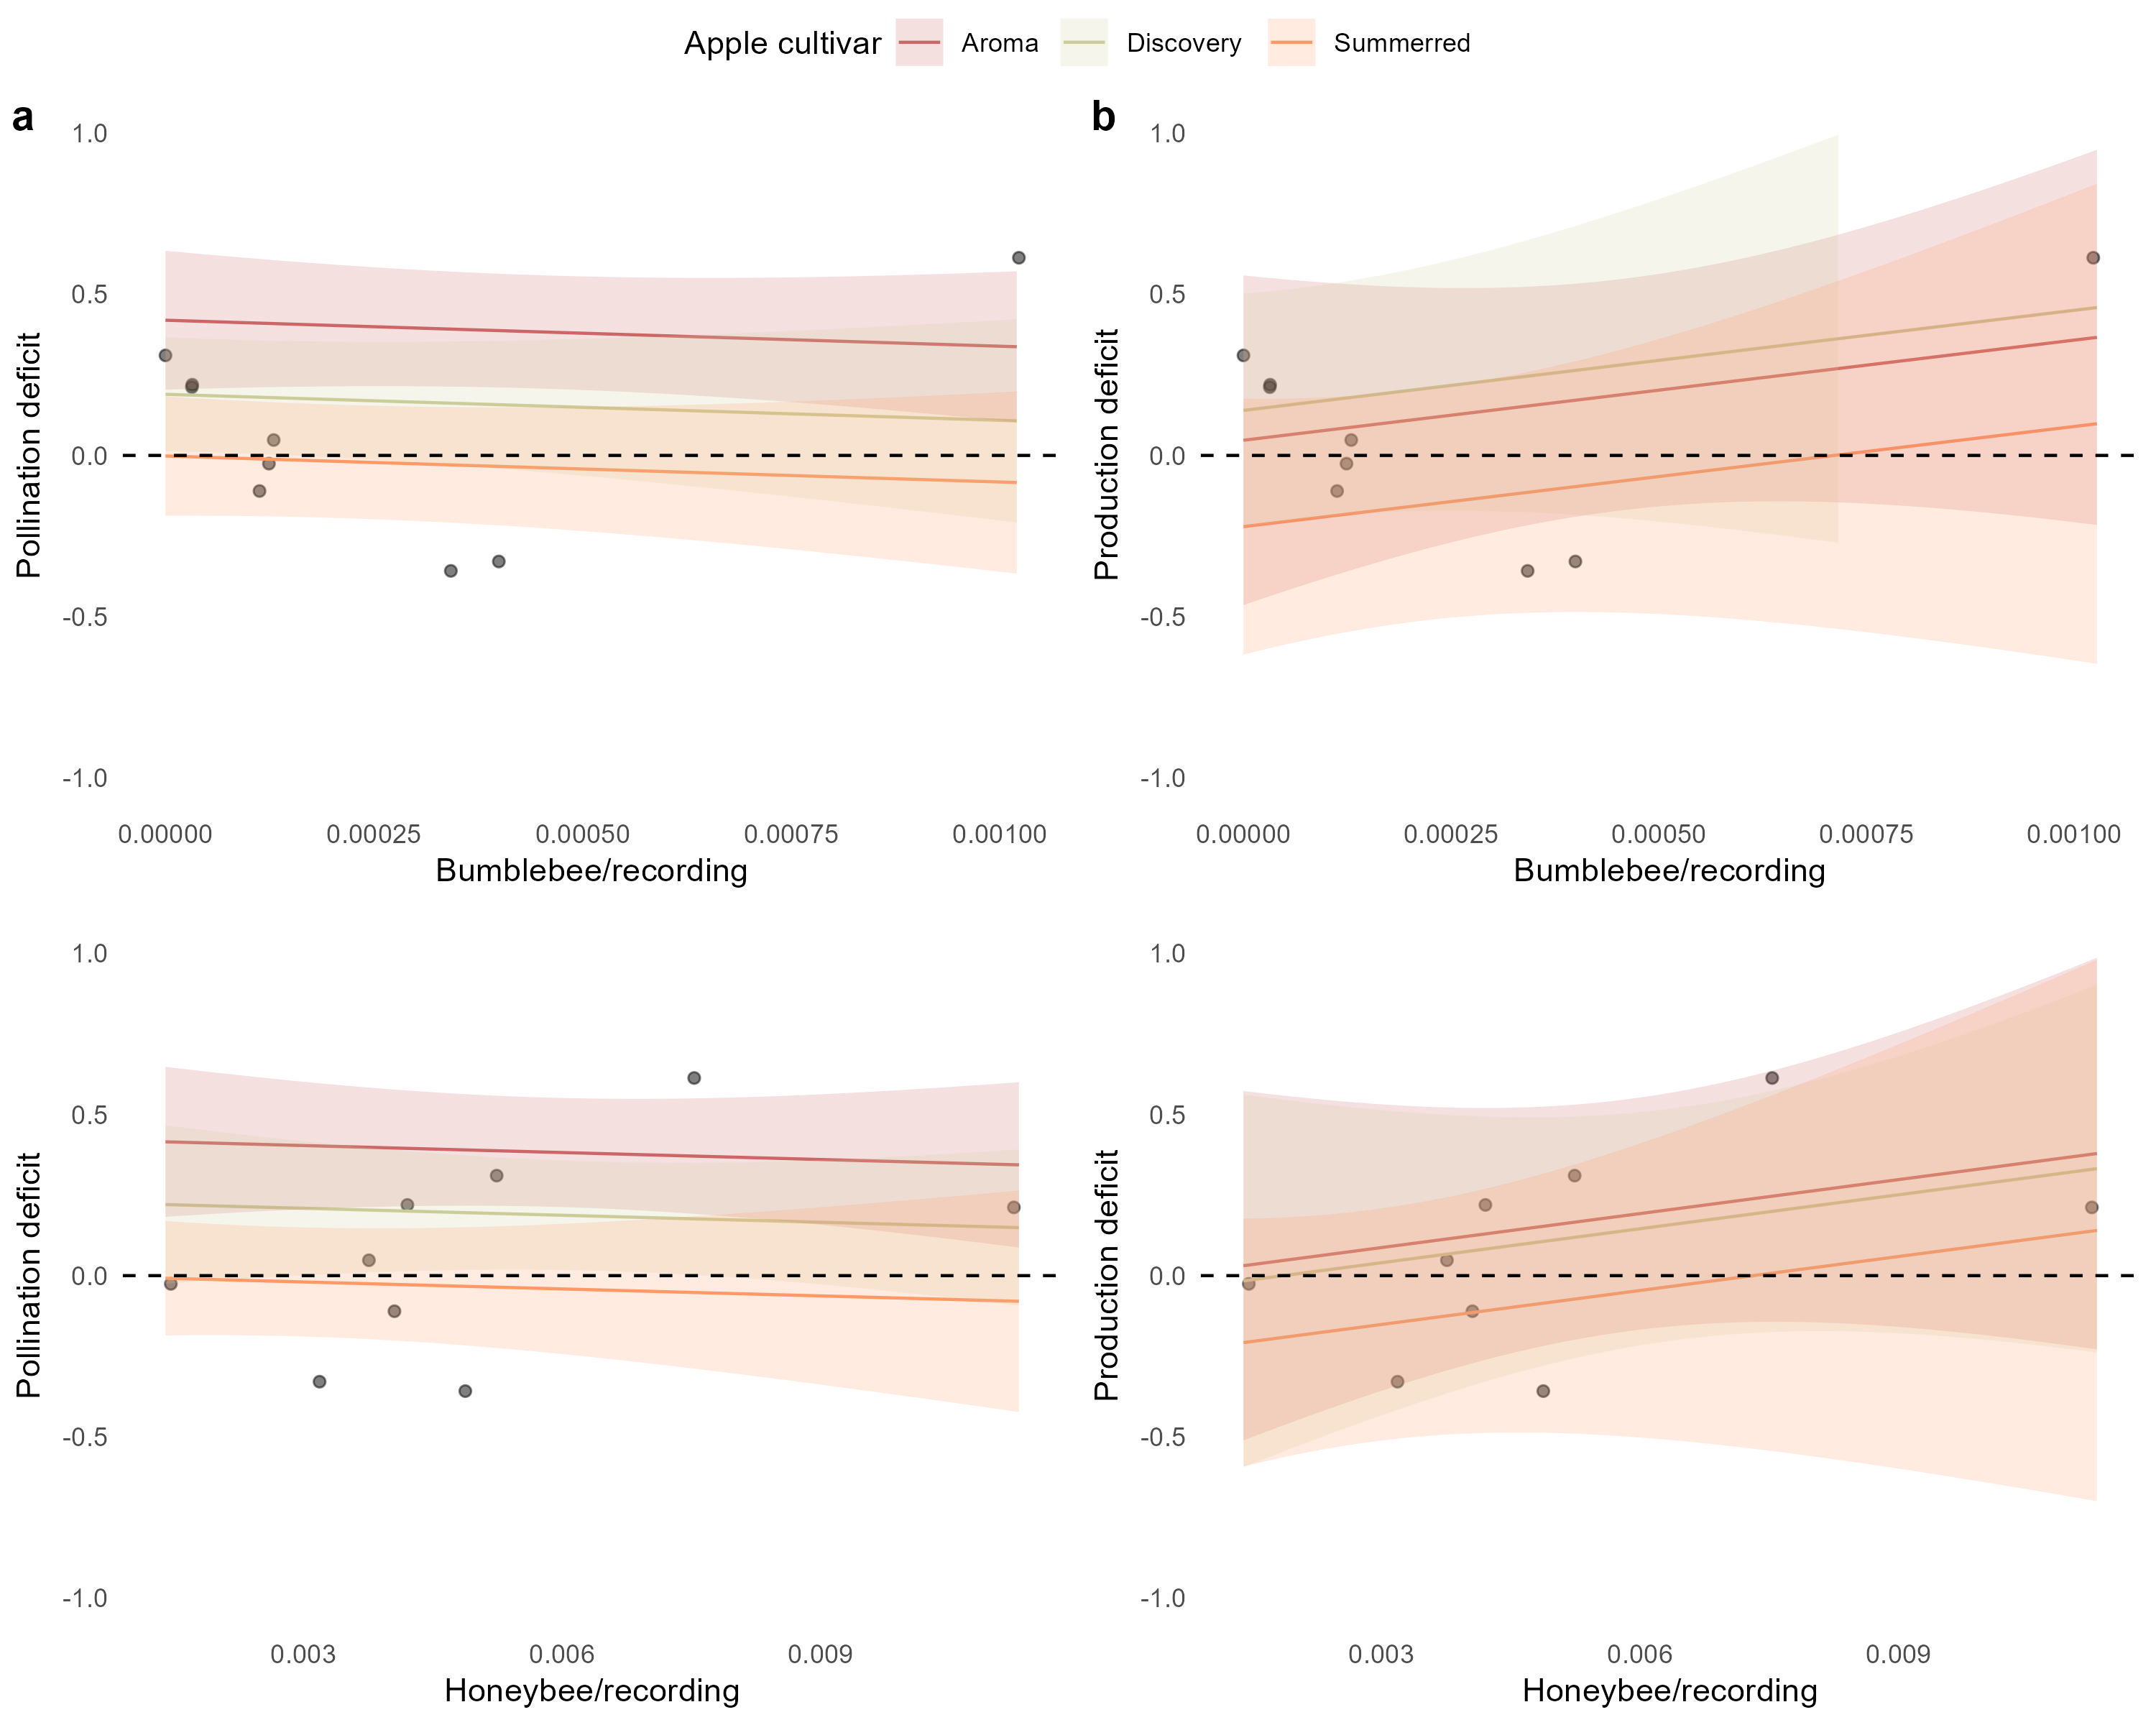 Apple cultivar Aroma Discovery Summerred
a
1.0
0.5
0.0
-0.5
-1.0
Pollination deficit
0.00000 0.00025 0.00050 0.00075 0.00100
Bumblebee/recording
b
1.0
0.5
0.0
-0.5
-1.0
Production deficit
0.00000 0.00025 0.00050 0.00075 0.00100
Bumblebee/recording
1.0
0.5
0.0
-0.5
-1.0
Pollination deficit
0.003 0.006 0.009
Honeybee/recording
1.0
0.5
0.0
-0.5
-1.0
Production deficit
0.003 0.006 0.009
Honeybee/recording